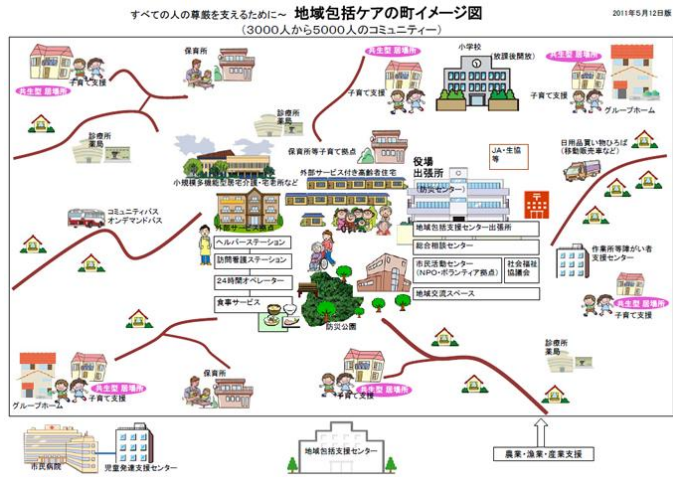 すべての人の尊厳を支えるために～ 地域包括ケアの町イメージ図
2011年5月12日版
(3000人から5000人のコミュニティー)
保育所
小学校
(放課後開放)
共生型 居場所
子育て支援
共生型 居場所
子育て支援
共生型 居場所
子育て支援
グループホーム
診療所
薬局
診療所
薬局
保育所等子育て拠点
役場
出張所
(防災センター)
JA・生協
等
日用品買い物ひろば
(移動販売車など)
小規模多機能型居宅介護・宅老所など
外部サービス付き高齢者住宅
コミュニティバス
オンデマンドバス
外部サービス拠点
ヘルパーステーション
訪問看護ステーション
24時間オペレーター
食事サービス
地域包括支援センター出張所
総合相談センター
市民活動センター
(NPO・ボランティア拠点)
社会福祉
協議会
地域交流スペース
作業所等障がい者
支援センター
共生型 居場所
子育て支援
防災公園
診療所
薬局
共生型 居場所
子育て支援
グループホーム
保育所
共生型 居場所
子育て支援
市民病院
児童発達支援センター
地域包括支援センター
農業・漁業・産業支援